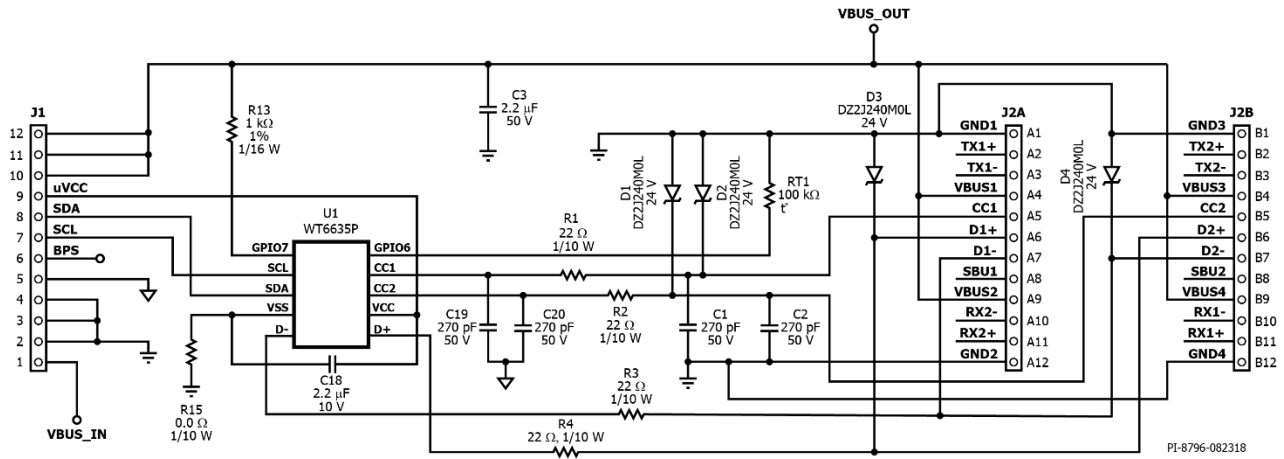 VBUS_OUT
J1
12
11
10
9
8
7
6
5
4
3
2
1
uVCC
SDA
SCL
BPS
VBUS_IN
R13
1 kΩ
1%
1/16 W
C3
2.2 μF
50 V
U1
WT6635P
GPIO7
SCL
SDA
VSS
D-
GPIO6
CC1
CC2
VCC
D+
R15
0.0 Ω
1/10 W
C18
2.2 μF
10 V
C19
270 pF
50 V
C20
270 pF
50 V
R1
22 Ω
1/10 W
R2
22 Ω
1/10 W
R3
22 Ω
1/10 W
R4
22 Ω, 1/10 W
D1
DZ2J240M0L
24 V
D2
DZ2J240M0L
24 V
RT1
100 kΩ
t°
C1
270 pF
50 V
C2
270 pF
50 V
D3
DZ2J240M0L
24 V
J2A
GND1 A1
TX1+ A2
TX1- A3
VBUS1 A4
CC1 A5
D1+ A6
D1- A7
SBU1 A8
VBUS2 A9
RX2- A10
RX2+ A11
GND2 A12
D4
DZ2J240M0L
24 V
J2B
GND3 B1
TX2+ B2
TX2- B3
VBUS3 B4
CC2 B5
D2+ B6
D2- B7
SBU2 B8
VBUS4 B9
RX1- B10
RX1+ B11
GND4 B12
PI-8796-082318